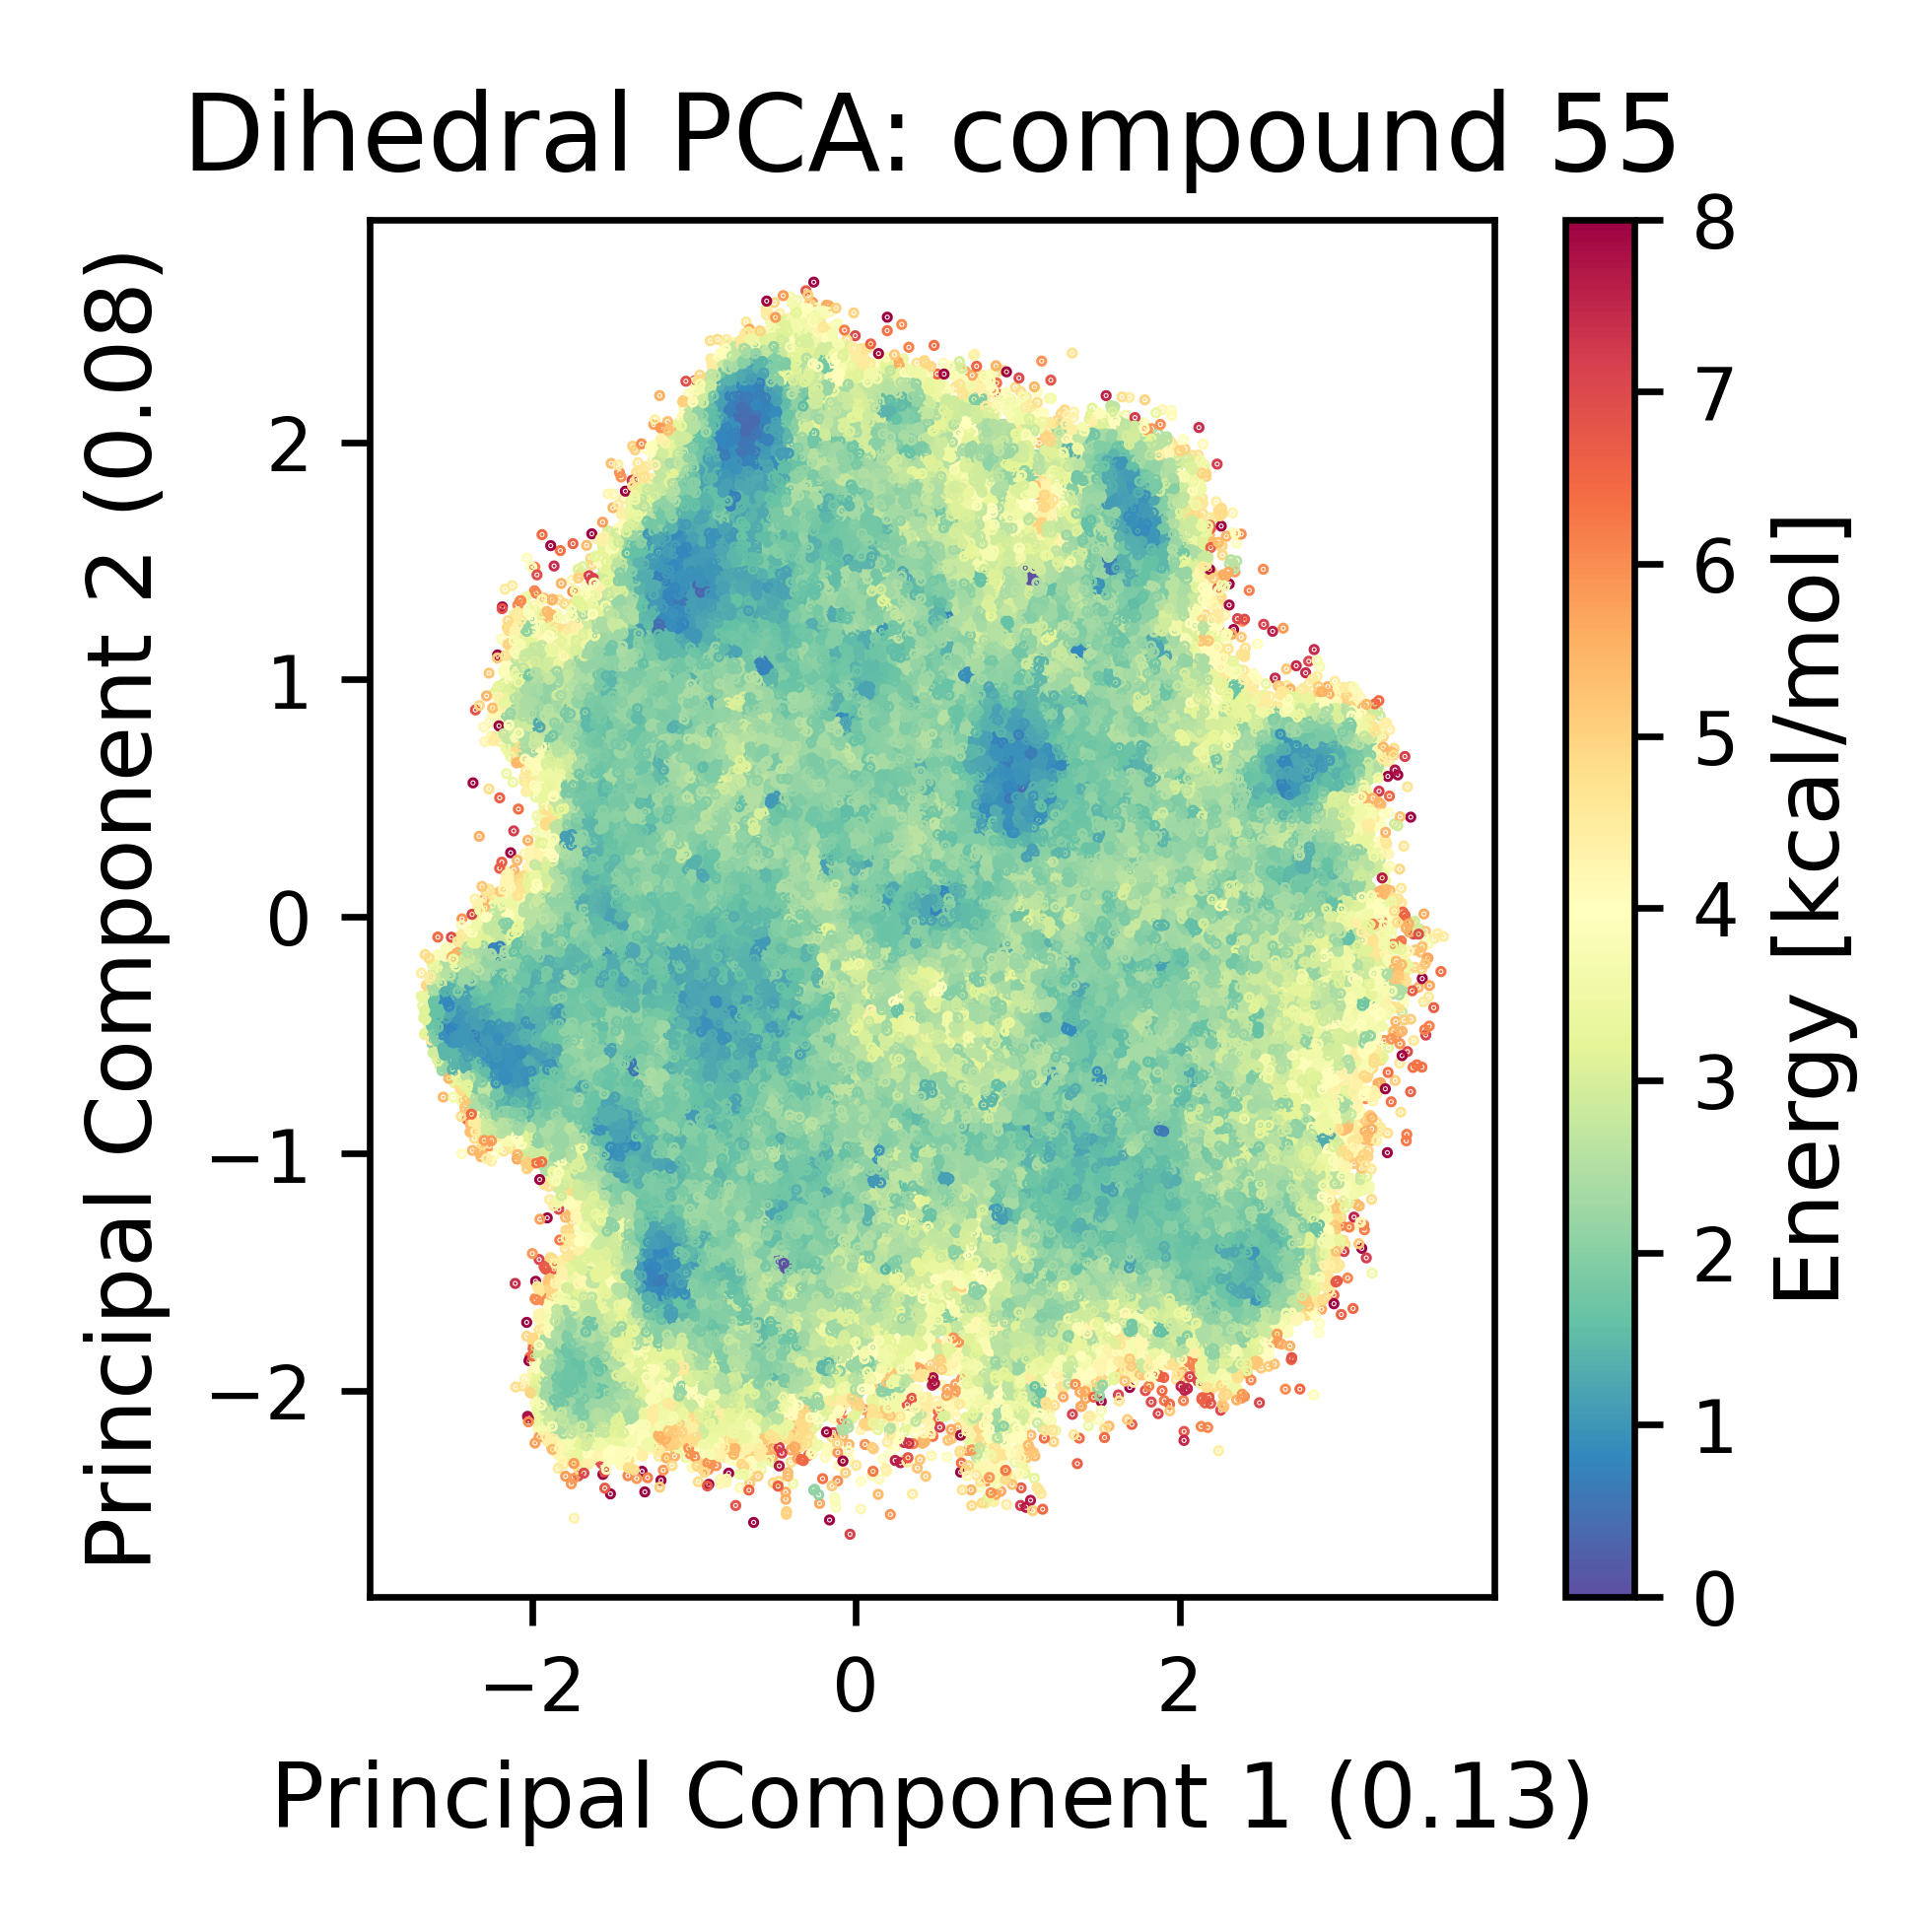 Dihedral PCA: compound 55
Principal Component 2 (0.08)
2
1
0
−1
−2
−2 0 2
Principal Component 1 (0.13)
8
7
6
5
4
3
2
1
0
Energy [kcal/mol]